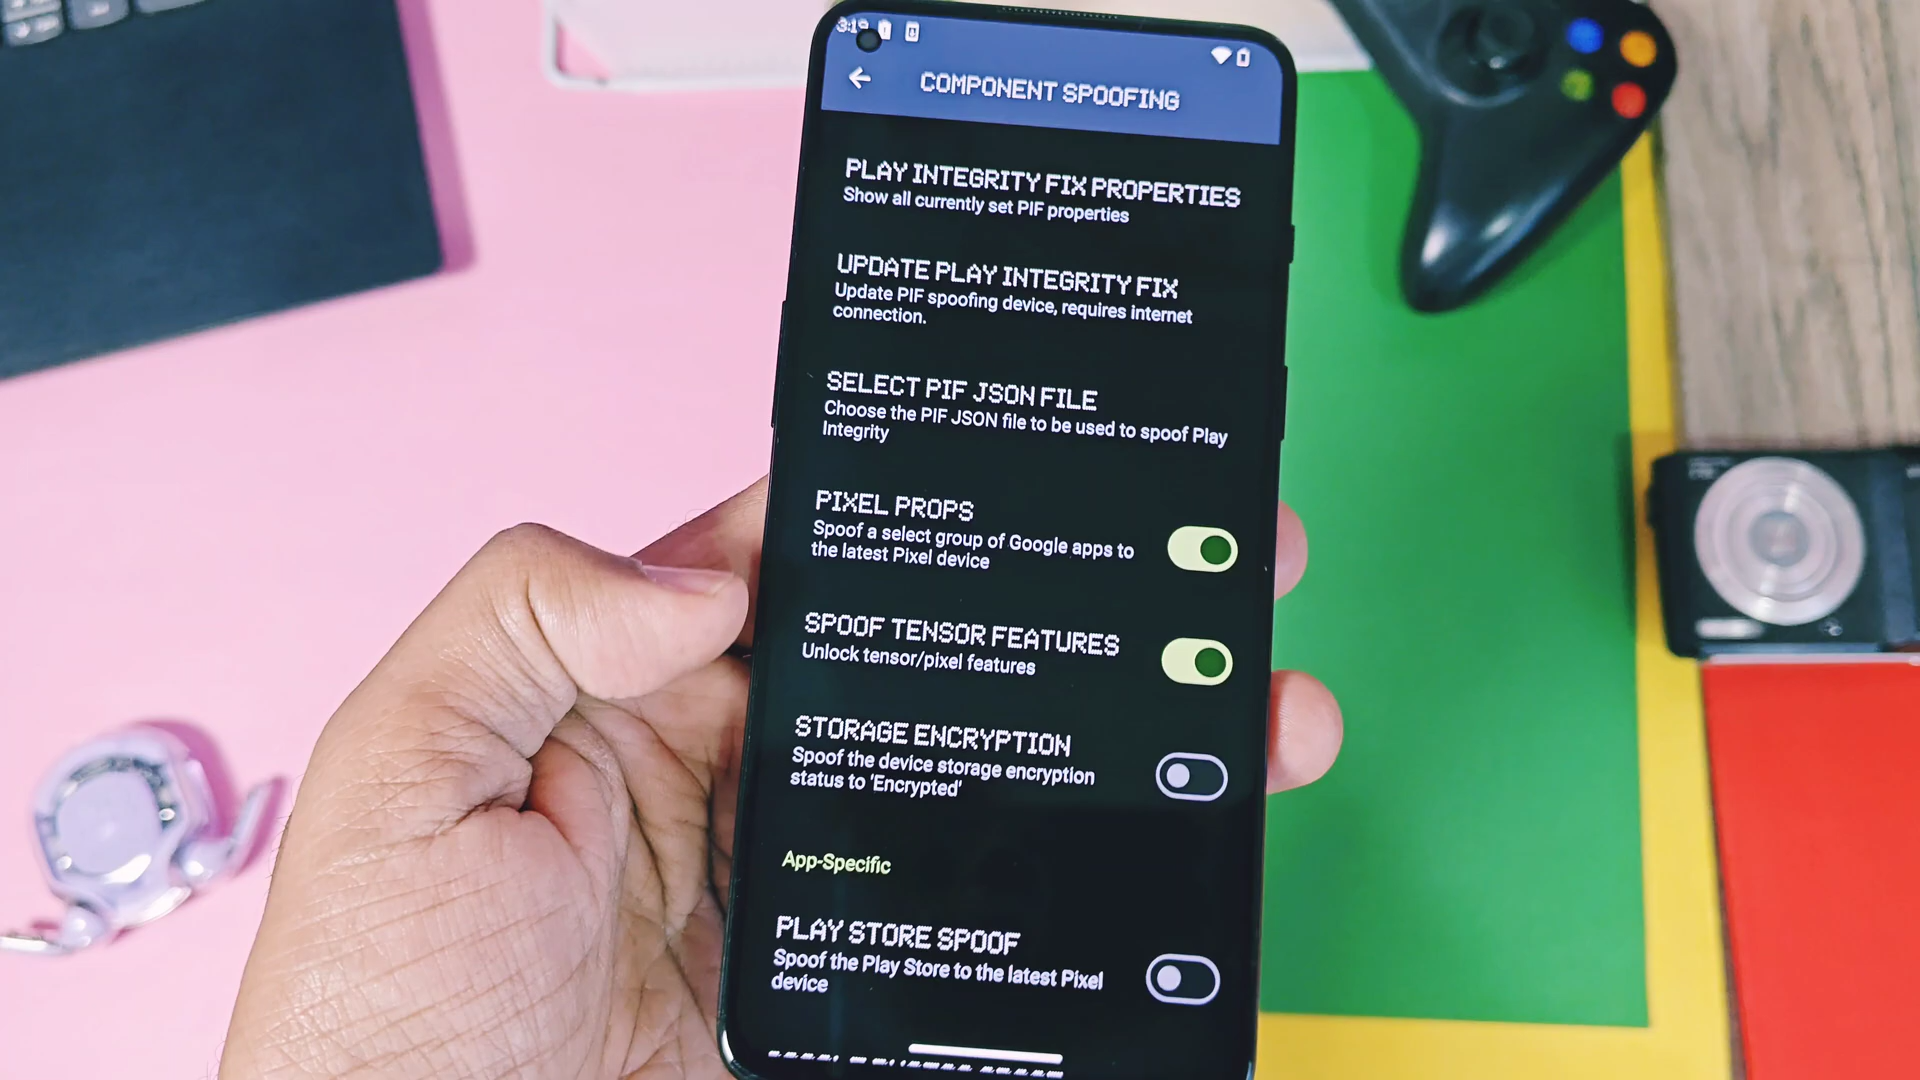 COMPONENT SPOOFING
PLAY INTEGRITY FIX PROPERTIES
Show all currently set PIF properties
UPDATE PLAY INTEGRITY FIX
Update PIF spoofing device, requires internet
connection.
SELECT PIF JSON FILE
Choose the PIF JSON file to be used to spoof Play
Integrity
PIXEL PROPS
Spoof a select group of Google apps to
the latest Pixel device
SPOOF TENSOR FEATURES
Unlock tensor/pixel features
STORAGE ENCRYPTION
Spoof the device storage encryption
status to 'Encrypted'
App-Specific
PLAY STORE SPOOF
Spoof the Play Store to the latest Pixel
device